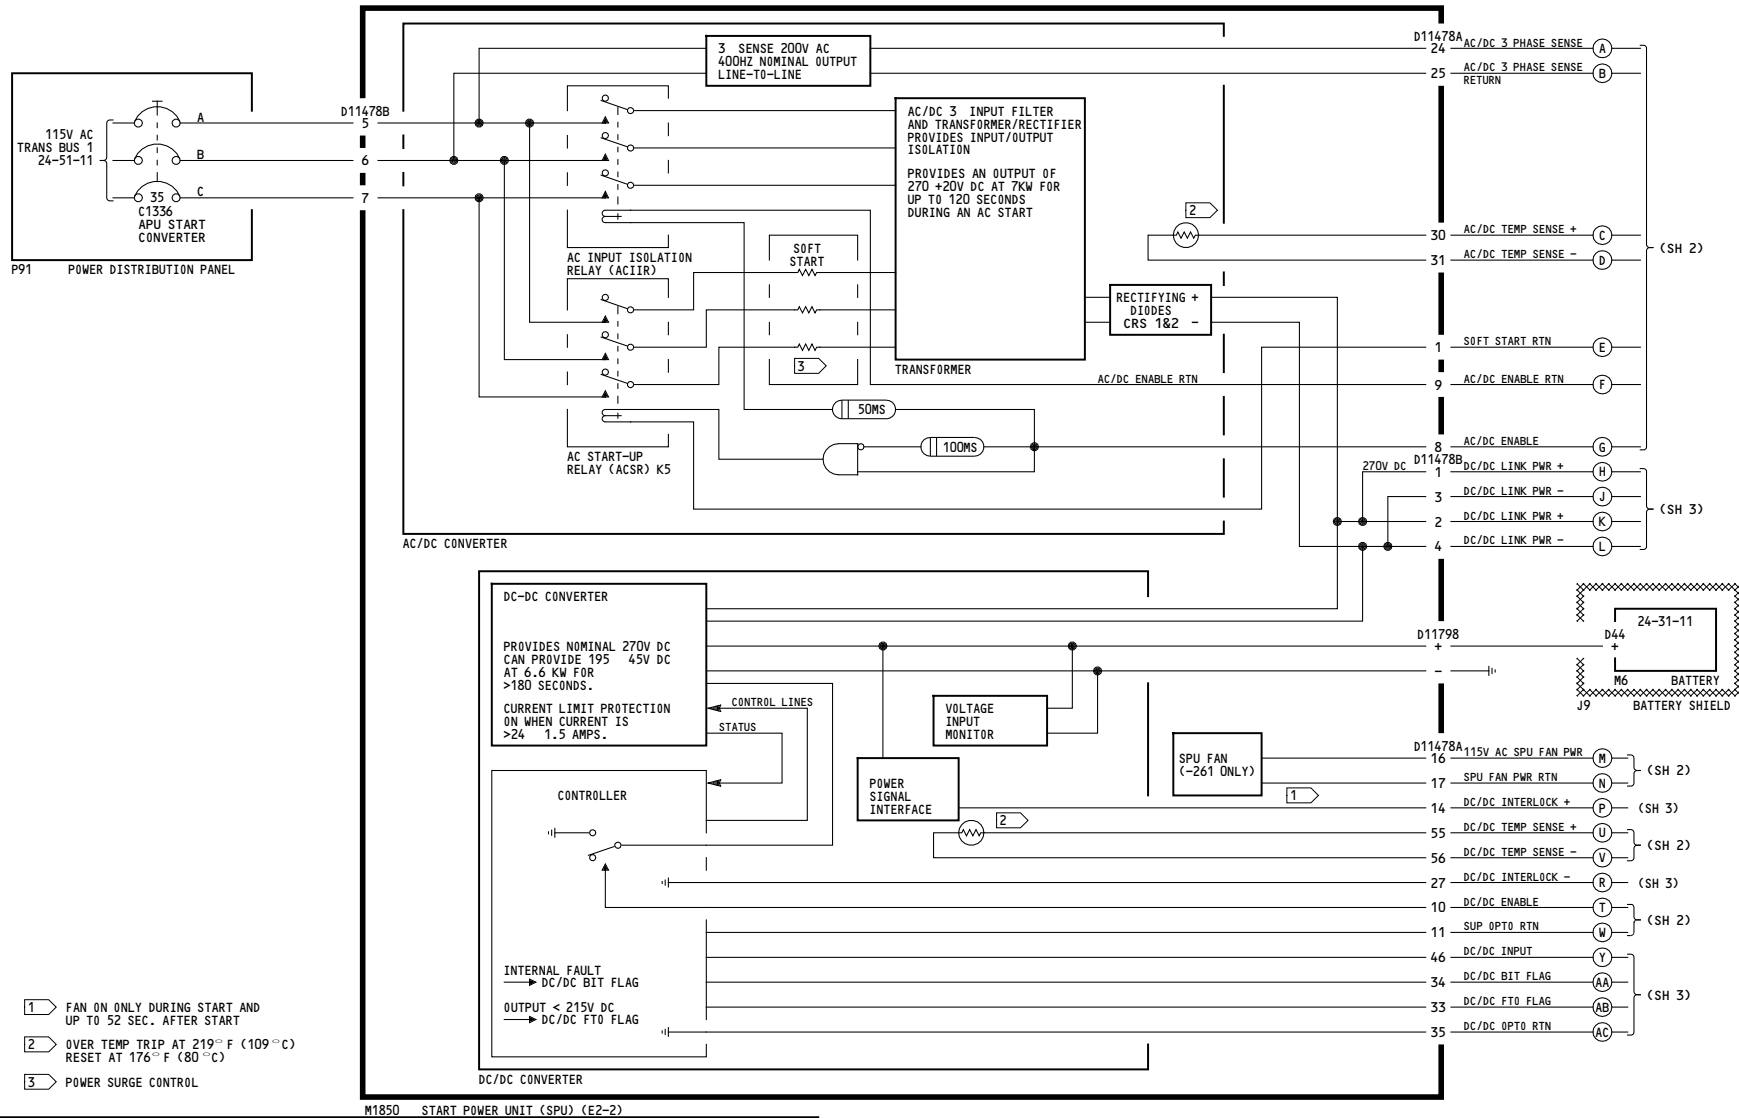 D11478A
24 AC/DC 3 PHASE SENSE A
3 SENSE 200V AC
400HZ NOMINAL OUTPUT
LINE-TO-LINE
25 AC/DC 3 PHASE SENSE B
RETURN
115V AC
TRANS BUS 1
24-51-11
A
B
C
35
C1336
APU START
CONVERTER
P91 POWER DISTRIBUTION PANEL
D11478B
5
6
7
AC INPUT ISOLATION
RELAY (ACIIR)
AC START-UP
RELAY (ACSR) K5
SOFT
START
3
AC/DC 3 INPUT FILTER
AND TRANSFORMER/RECTIFIER
PROVIDES INPUT/OUTPUT
ISOLATION
PROVIDES AN OUTPUT OF
270 +20V DC AT 7KW FOR
UP TO 120 SECONDS
DURING AN AC START
TRANSFORMER
2
RECTIFYING +
DIODES
CRS 1&2 -
AC/DC ENABLE RTN
50MS
100MS
AC/DC CONVERTER
30 AC/DC TEMP SENSE + C
31 AC/DC TEMP SENSE - D
(SH 2)
1 SOFT START RTN E
9 AC/DC ENABLE RTN F
8 AC/DC ENABLE G
D11478B
270V DC 1 DC/DC LINK PWR + H
3 DC/DC LINK PWR - J
(SH 3)
2 DC/DC LINK PWR + K
4 DC/DC LINK PWR - L
DC-DC CONVERTER
PROVIDES NOMINAL 270V DC
CAN PROVIDE 195 45V DC
AT 6.6 KW FOR
>180 SECONDS.
CURRENT LIMIT PROTECTION
ON WHEN CURRENT IS
>24 1.5 AMPS.
CONTROL LINES
STATUS
CONTROLLER
VOLTAGE
INPUT
MONITOR
POWER
SIGNAL
INTERFACE
SPU FAN
(-261 ONLY)
1
2
D11798
+
-
24-31-11
D44
+
M6 BATTERY
J9 BATTERY SHIELD
D11478A
16 115V AC SPU FAN PWR M
(SH 2)
17 SPU FAN PWR RTN N
14 DC/DC INTERLOCK + P (SH 3)
55 DC/DC TEMP SENSE + U
(SH 2)
56 DC/DC TEMP SENSE - V
27 DC/DC INTERLOCK - R (SH 3)
10 DC/DC ENABLE T
(SH 2)
11 SUP OPTO RTN W
46 DC/DC INPUT Y
34 DC/DC BIT FLAG AA
(SH 3)
33 DC/DC FTO FLAG AB
35 DC/DC OPTO RTN AC
INTERNAL FAULT
DC/DC BIT FLAG
OUTPUT < 215V DC
DC/DC FTO FLAG
DC/DC CONVERTER
M1850 START POWER UNIT (SPU) (E2-2)
1 FAN ON ONLY DURING START AND
UP TO 52 SEC. AFTER START
2 OVER TEMP TRIP AT 219°F (109°C)
RESET AT 176°F (80°C)
3 POWER SURGE CONTROL